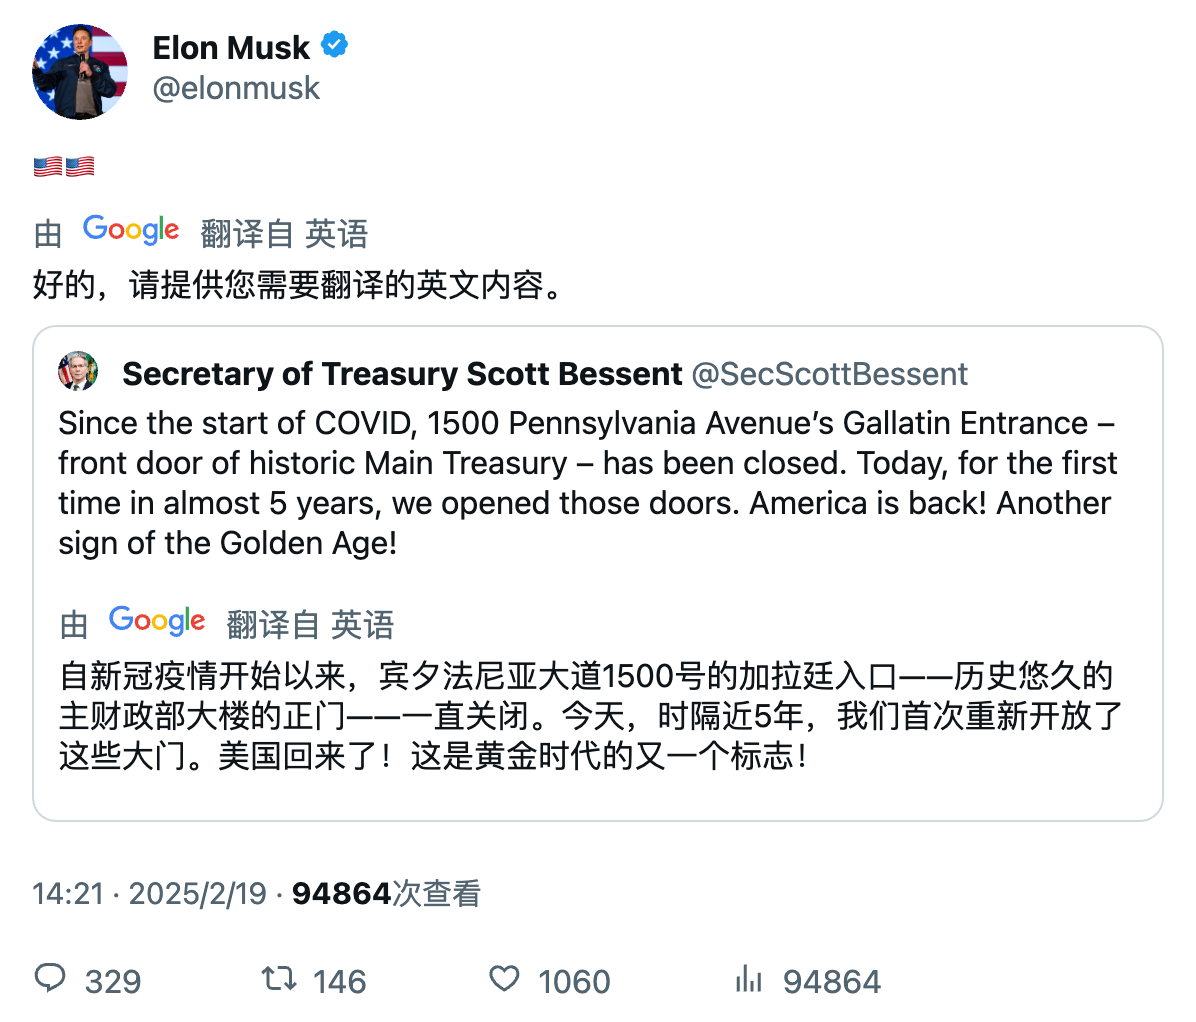 Elon Musk
@elonmusk
🇺🇸🇺🇸
由 Google 翻译自 英语
好的，请提供您需要翻译的英文内容。
Secretary of Treasury Scott Bessent @SecScottBessent
Since the start of COVID, 1500 Pennsylvania Avenue’s Gallatin Entrance –
front door of historic Main Treasury – has been closed. Today, for the first
time in almost 5 years, we opened those doors. America is back! Another
sign of the Golden Age!
由 Google 翻译自 英语
自新冠疫情开始以来，宾夕法尼亚大道1500号的加拉廷入口——历史悠久的
主财政部大楼的正门——一直关闭。今天，时隔近5年，我们首次重新开放了
这些大门。美国回来了！这是黄金时代的又一个标志！
14:21 · 2025/2/19 · 94864次查看
329 146 1060 94864